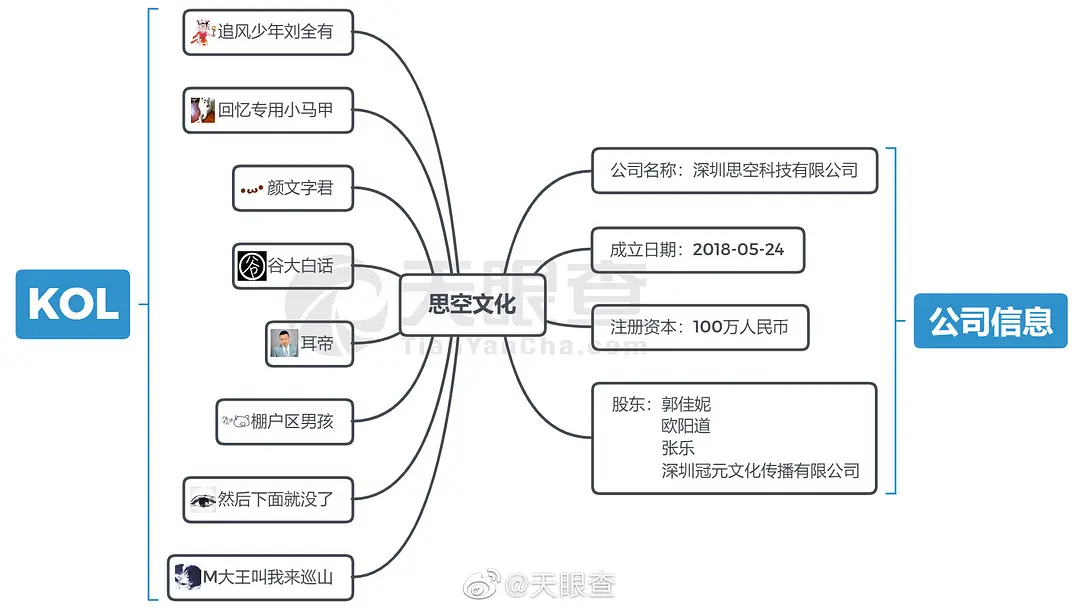 追风少年刘全有
回忆专用小马甲
颜文字君
谷大白话
耳帝
棚户区男孩
然后下面就没了
M大王叫我来巡山
KOL
思空文化
天眼查
TianYanCha.com
公司名称：深圳思空科技有限公司
成立日期：2018-05-24
注册资本：100万人民币
股东：郭佳妮
欧阳道
张乐
深圳冠元文化传播有限公司
公司信息
@天眼查